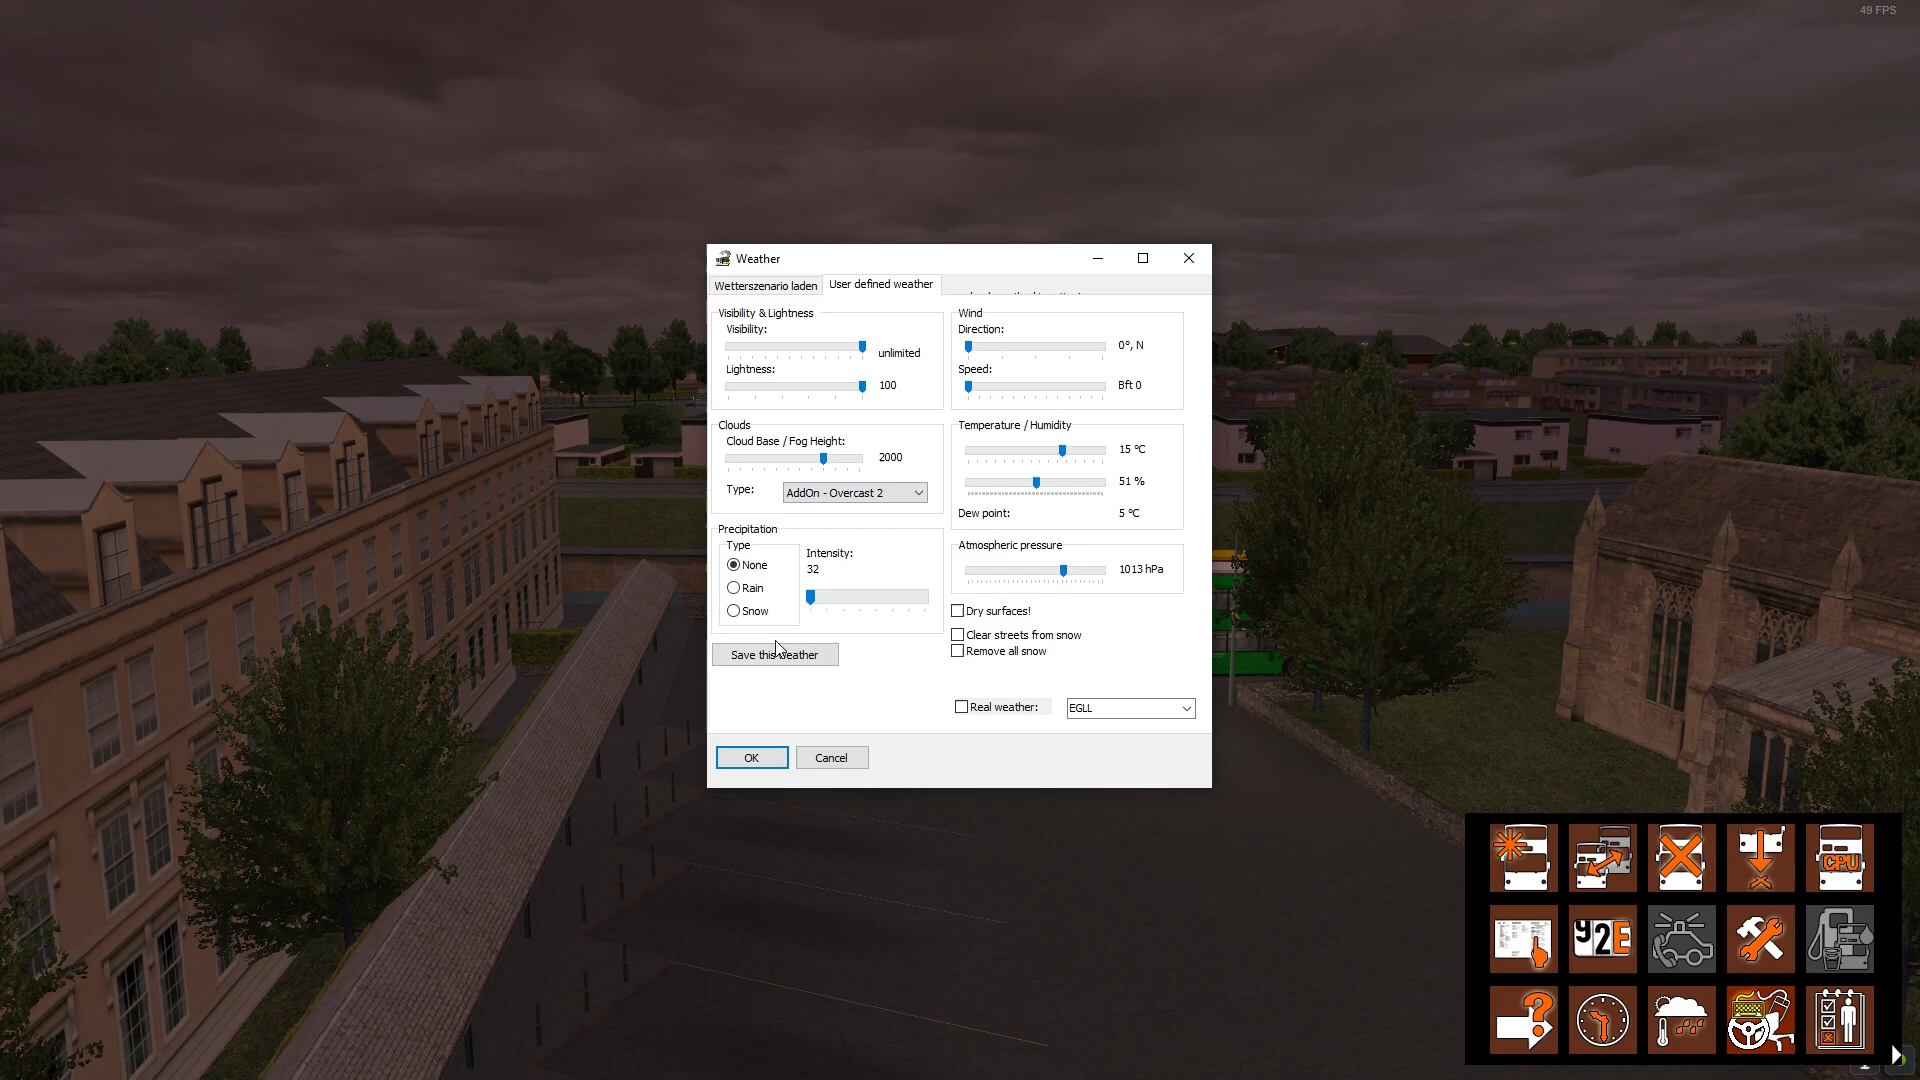 49 FPS
Weather
Wetterszenario laden
User defined weather
Visibility & Lightness
Visibility:
unlimited
Lightness:
100
Clouds
Cloud Base / Fog Height:
2000
Type:
AddOn - Overcast 2
Precipitation
Type
None
Rain
Snow
Intensity:
32
Save this weather
Wind
Direction:
0°, N
Speed:
Bft 0
Temperature / Humidity
15 °C
51 %
Dew point:
5 °C
Atmospheric pressure
1013 hPa
Dry surfaces!
Clear streets from snow
Remove all snow
Real weather:
EGLL
OK
Cancel
CPU
92E
?